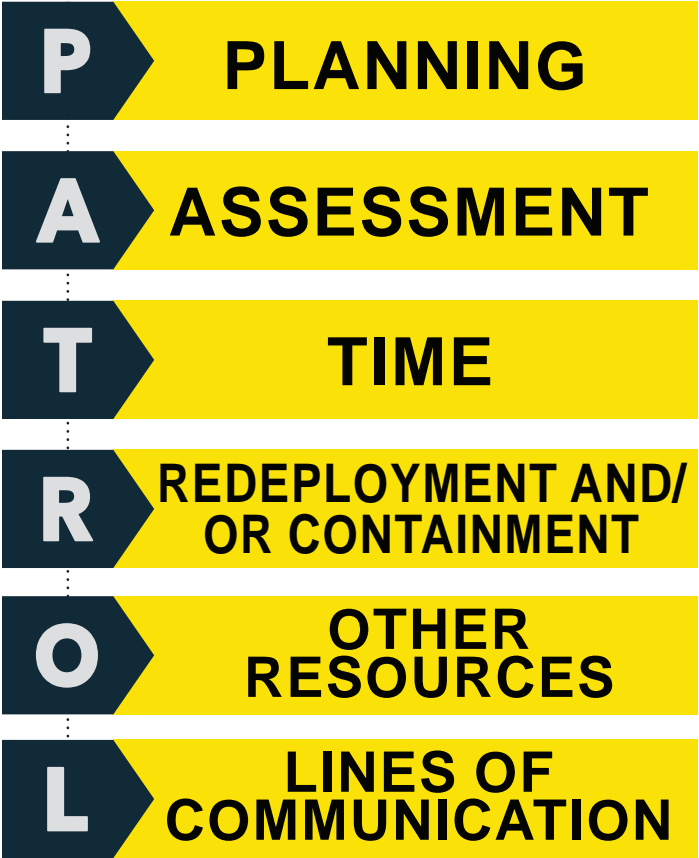 P PLANNING
A ASSESSMENT
T TIME
R REDEPLOYMENT AND/
OR CONTAINMENT
O OTHER
RESOURCES
L LINES OF
COMMUNICATION